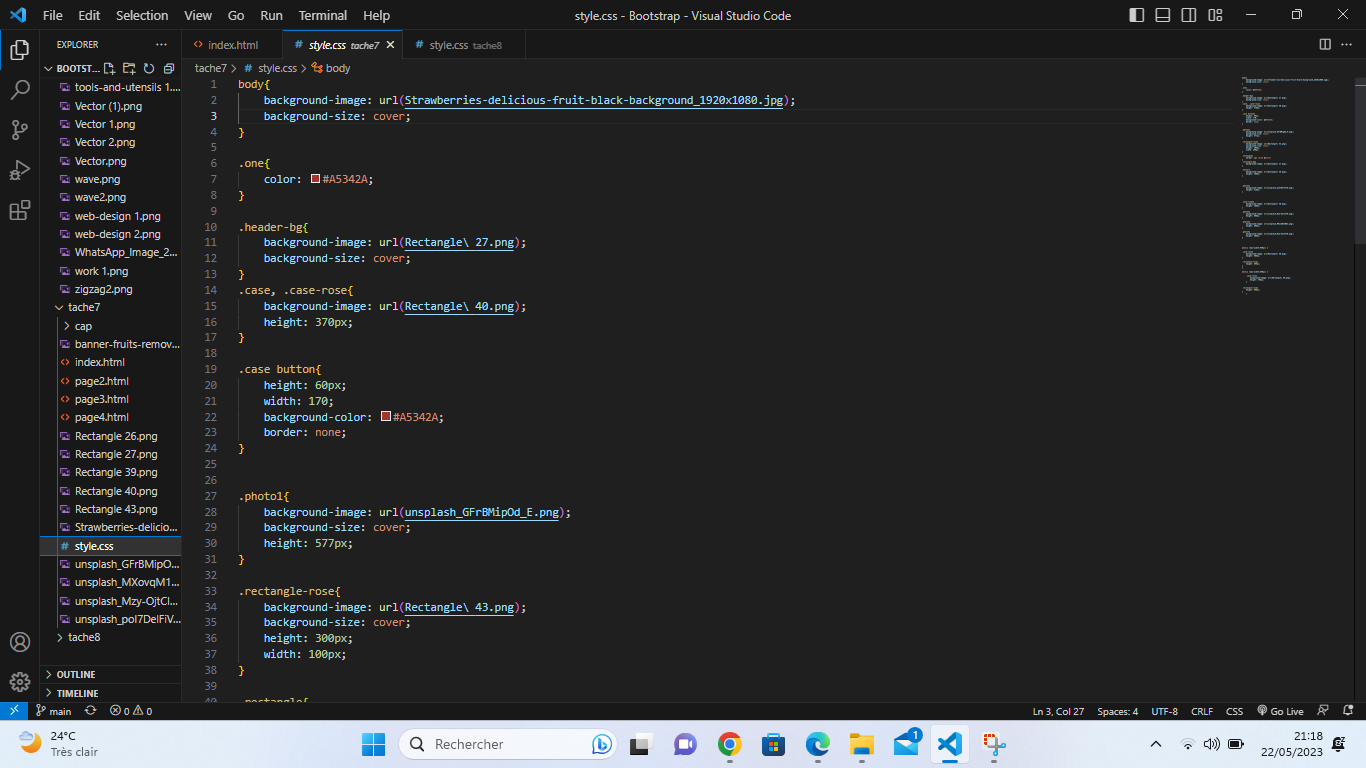 File Edit Selection View Go Run Terminal Help
style.css - Bootstrap - Visual Studio Code
EXPLORER
BOOTST...
tools-and-utensils 1....
Vector (1).png
Vector 1.png
Vector 2.png
Vector.png
wave.png
wave2.png
web-design 1.png
web-design 2.png
WhatsApp_Image_2...
work 1.png
zigzag2.png
tache7
cap
banner-fruits-remov...
index.html
page2.html
page3.html
page4.html
Rectangle 26.png
Rectangle 27.png
Rectangle 39.png
Rectangle 40.png
Rectangle 43.png
Strawberries-delicio...
style.css
unsplash_GFrBMipO...
unsplash_MXovqM1...
unsplash_Mzy-OjtCl...
unsplash_pol7DelFiV...
tache8
OUTLINE
TIMELINE
index.html
style.css tache7
style.css tache8
tache7 > style.css > body
1 body{
2 background-image: url(Strawberries-delicious-fruit-black-background_1920x1080.jpg);
3 background-size: cover;
4 }
5
6 .one{
7 color: #A5342A;
8 }
9
10 .header-bg{
11 background-image: url(Rectangle\ 27.png);
12 background-size: cover;
13 }
14 .case, .case-rose{
15 background-image: url(Rectangle\ 40.png);
16 height: 370px;
17 }
18
19 .case button{
20 height: 60px;
21 width: 170;
22 background-color: #A5342A;
23 border: none;
24 }
25
26
27 .photo1{
28 background-image: url(unsplash_GFrBMipOd_E.png);
29 background-size: cover;
30 height: 577px;
31 }
32
33 .rectangle-rose{
34 background-image: url(Rectangle\ 43.png);
35 background-size: cover;
36 height: 300px;
37 width: 100px;
38 }
39
40 .rectangle{
main
0 0
Ln 3, Col 27 Spaces: 4 UTF-8 CRLF CSS Go Live
24°C
Très clair
Rechercher
1
21:18
22/05/2023